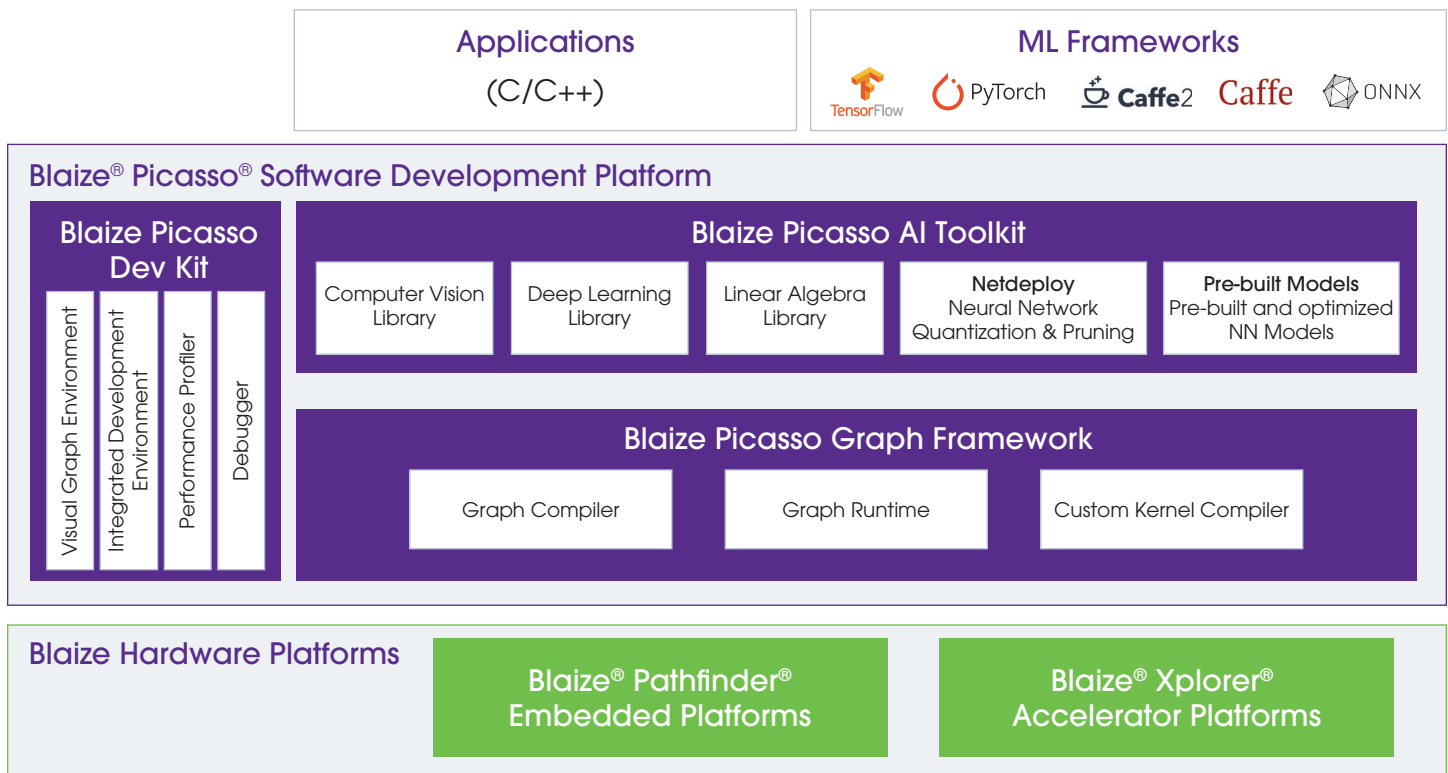 Applications
(C/C++)
ML Frameworks
TensorFlow
PyTorch
Caffe2
Caffe
ONNX
Blaize® Picasso® Software Development Platform
Blaize Picasso
Dev Kit
Visual Graph Environment
Integrated Development
Environment
Performance Profiler
Debugger
Blaize Picasso AI Toolkit
Computer Vision
Library
Deep Learning
Library
Linear Algebra
Library
Netdeploy
Neural Network
Quantization & Pruning
Pre-built Models
Pre-built and optimized
NN Models
Blaize Picasso Graph Framework
Graph Compiler
Graph Runtime
Custom Kernel Compiler
Blaize Hardware Platforms
Blaize® Pathfinder®
Embedded Platforms
Blaize® Xplorer®
Accelerator Platforms